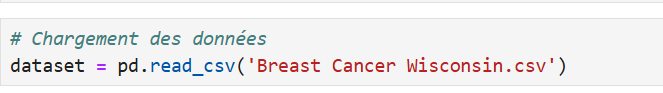 # Chargement des données
dataset = pd.read_csv('Breast Cancer Wisconsin.csv')